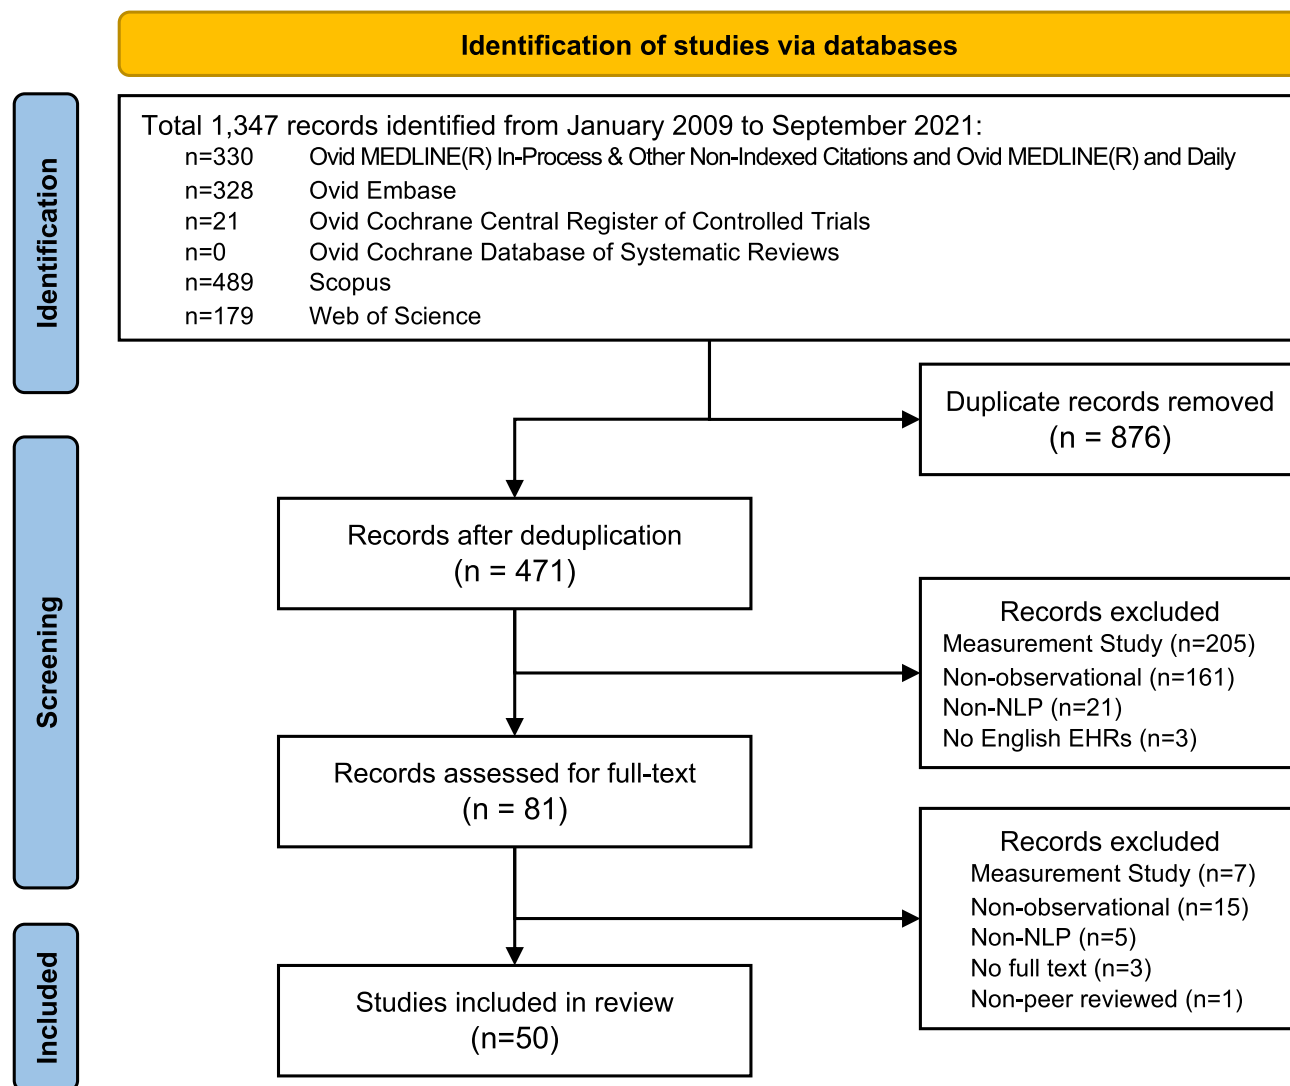 Identification of studies via databases
Identification
Total 1,347 records identified from January 2009 to September 2021:
n=330 Ovid MEDLINE(R) In-Process & Other Non-Indexed Citations and Ovid MEDLINE(R) and Daily
n=328 Ovid Embase
n=21 Ovid Cochrane Central Register of Controlled Trials
n=0 Ovid Cochrane Database of Systematic Reviews
n=489 Scopus
n=179 Web of Science
Duplicate records removed
(n = 876)
Screening
Records after deduplication
(n = 471)
Records excluded
Measurement Study (n=205)
Non-observational (n=161)
Non-NLP (n=21)
No English EHRs (n=3)
Records assessed for full-text
(n = 81)
Records excluded
Measurement Study (n=7)
Non-observational (n=15)
Non-NLP (n=5)
No full text (n=3)
Non-peer reviewed (n=1)
Included
Studies included in review
(n=50)